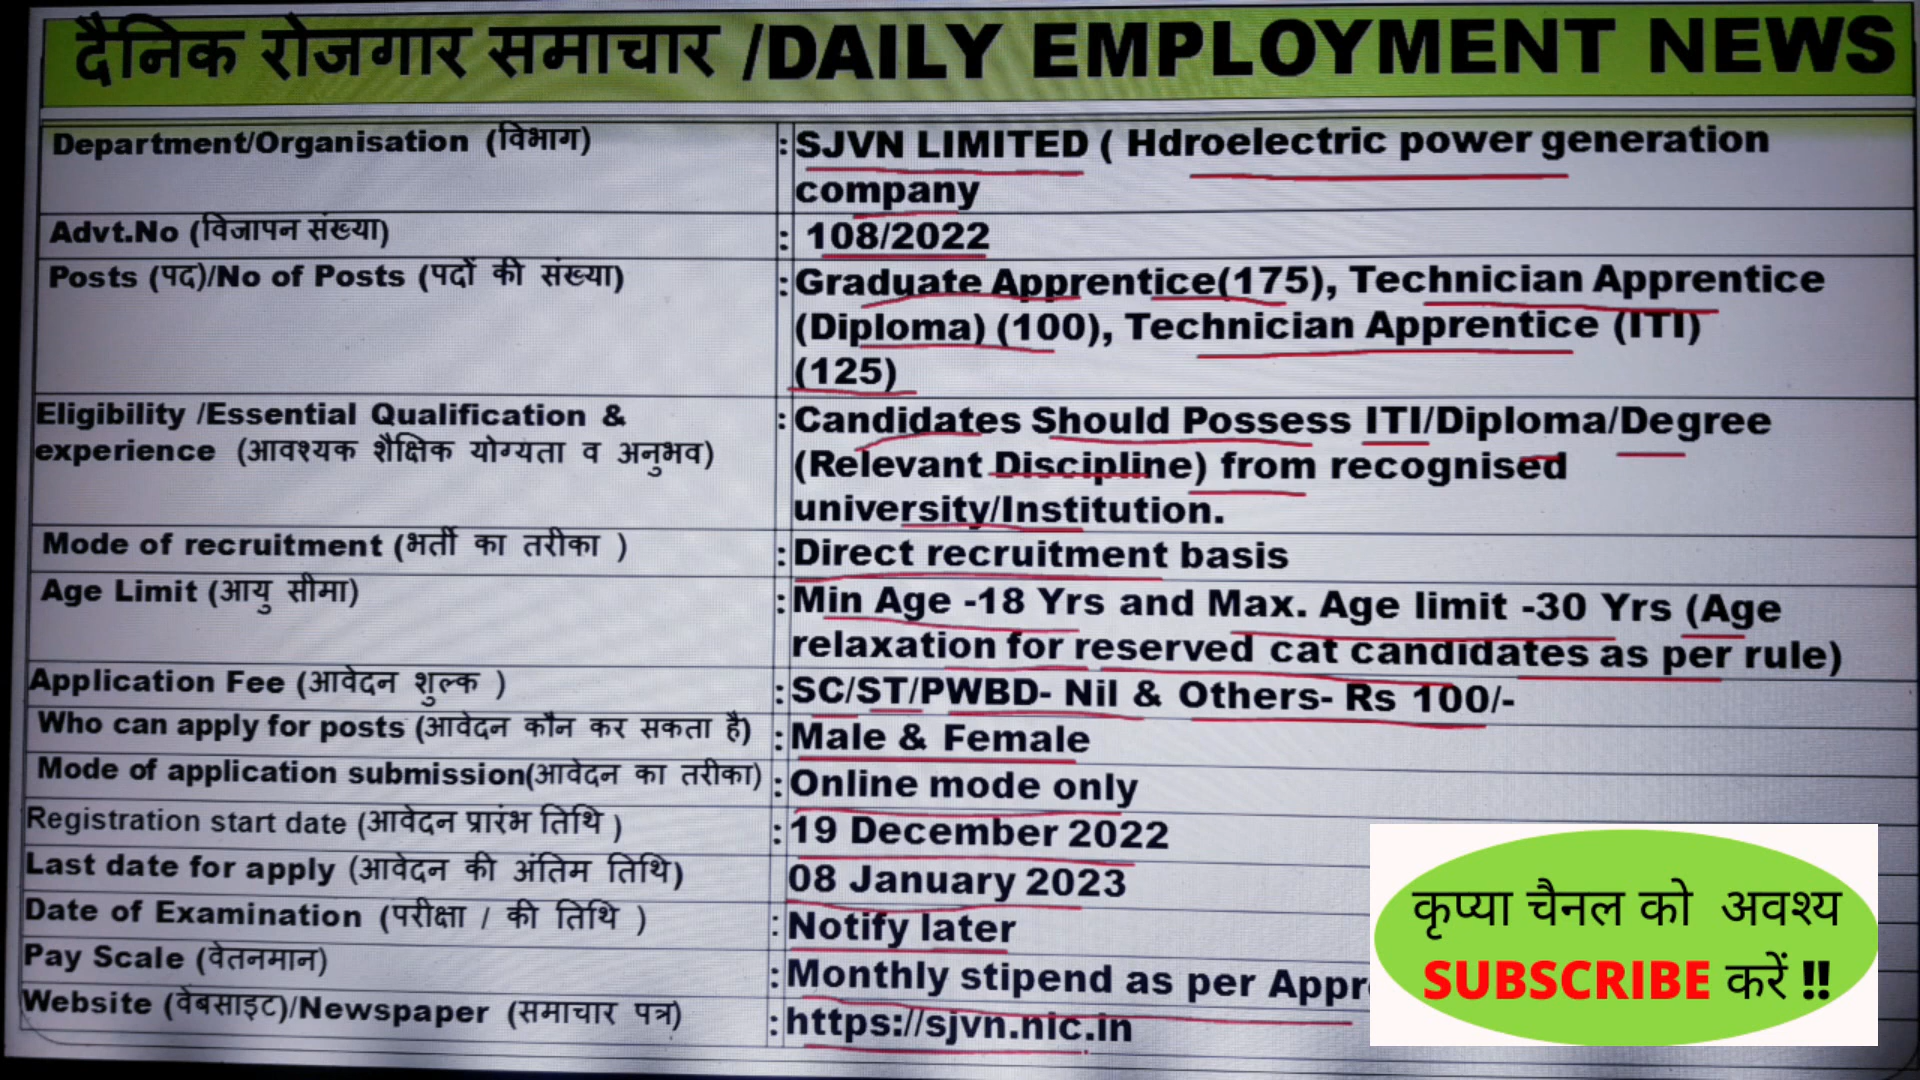 दैनिक रोजगार समाचार /DAILY EMPLOYMENT NEWS
Department/Organisation (विभाग) : SJVN LIMITED ( Hdroelectric power generation
company
Advt.No (विज्ञापन संख्या) : 108/2022
Posts (पद)/No of Posts (पदों की संख्या) : Graduate Apprentice(175), Technician Apprentice
(Diploma) (100), Technician Apprentice (ITI)
(125)
Eligibility /Essential Qualification & : Candidates Should Possess ITI/Diploma/Degree
experience (आवश्यक शैक्षिक योग्यता व अनुभव) (Relevant Discipline) from recognised
university/Institution.
Mode of recruitment (भर्ती का तरीका ) : Direct recruitment basis
Age Limit (आयु सीमा) : Min Age -18 Yrs and Max. Age limit -30 Yrs (Age
relaxation for reserved cat candidates as per rule)
Application Fee (आवेदन शुल्क ) : SC/ST/PWBD- Nil & Others- Rs 100/-
Who can apply for posts (आवेदन कौन कर सकता है) : Male & Female
Mode of application submission(आवेदन का तरीका) : Online mode only
Registration start date (आवेदन प्रारंभ तिथि ) : 19 December 2022
Last date for apply (आवेदन की अंतिम तिथि) 08 January 2023
Date of Examination (परीक्षा / की तिथि ) : Notify later
Pay Scale (वेतनमान) : Monthly stipend as per
Website (वेबसाइट)/Newspaper (समाचार पत्र) : https://sjvn.nic.in
कृप्या चैनल को अवश्य
SUBSCRIBE करें !!